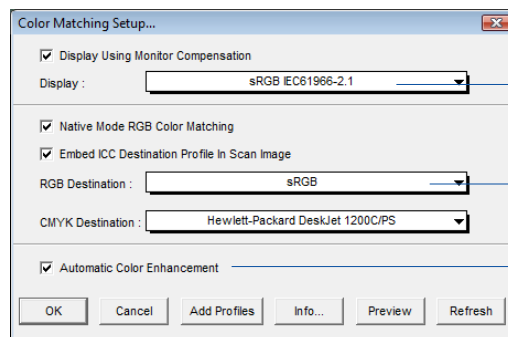 Color Matching Setup...
Display Using Monitor Compensation
Display : sRGB IEC61966-2.1
Native Mode RGB Color Matching
Embed ICC Destination Profile In Scan Image
RGB Destination : sRGB
CMYK Destination : Hewlett-Packard DeskJet 1200C/PS
Automatic Color Enhancement
OK Cancel Add Profiles Info... Preview Refresh